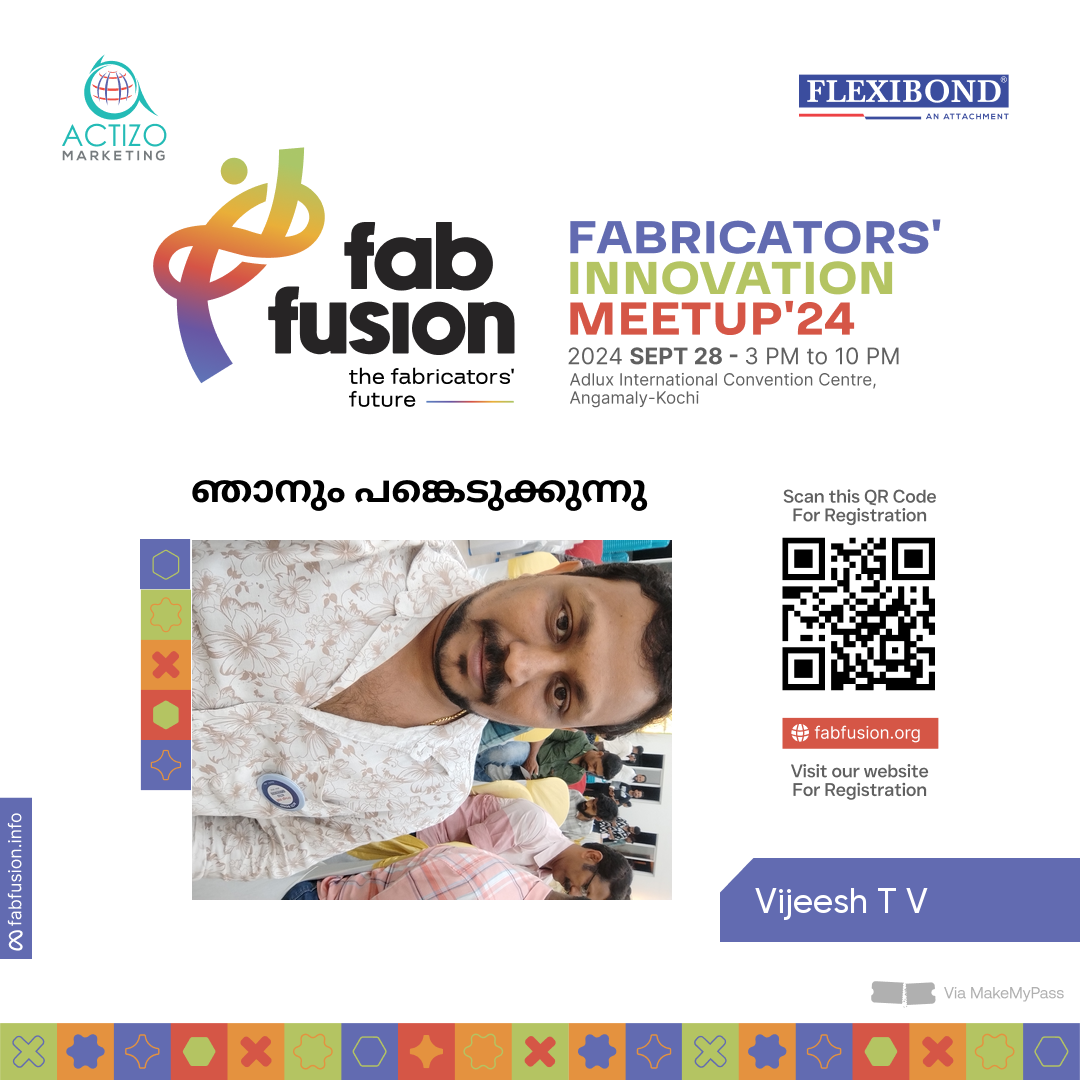 ACTIZO
MARKETING
FLEXIBOND®
AN ATTACHMENT
fab
fusion
the fabricators'
future
FABRICATORS'
INNOVATION
MEETUP'24
2024 SEPT 28 - 3 PM to 10 PM
Adlux International Convention Centre,
Angamaly-Kochi
ഞാനും പങ്കെടുക്കുന്നു
Scan this QR Code
For Registration
fabfusion.org
Visit our website
For Registration
fabfusion.info
Vijeesh T V
Via MakeMyPass